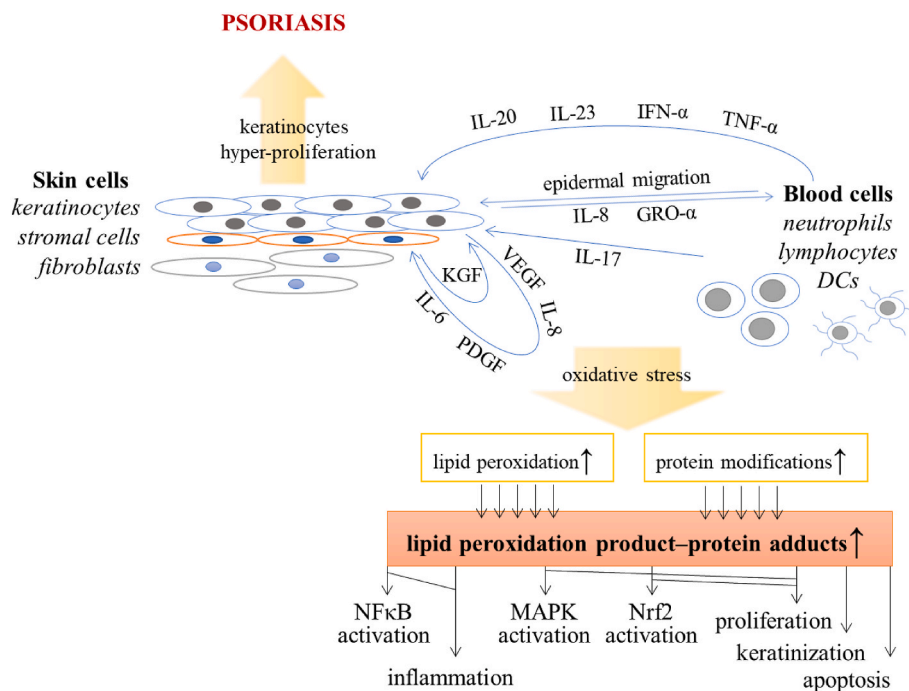 PSORIASIS
keratinocytes
hyper-proliferation
IL-20 IL-23 IFN-α TNF-α
Skin cells
keratinocytes
stromal cells
fibroblasts
epidermal migration
IL-8 GRO-α
IL-17
Blood cells
neutrophils
lymphocytes
DCs
KGF
VEGF IL-8
IL-6
PDGF
oxidative stress
lipid peroxidation↑
protein modifications↑
lipid peroxidation product–protein adducts↑
NFκB
activation
MAPK
activation
Nrf2
activation
proliferation
keratinization
inflammation
apoptosis